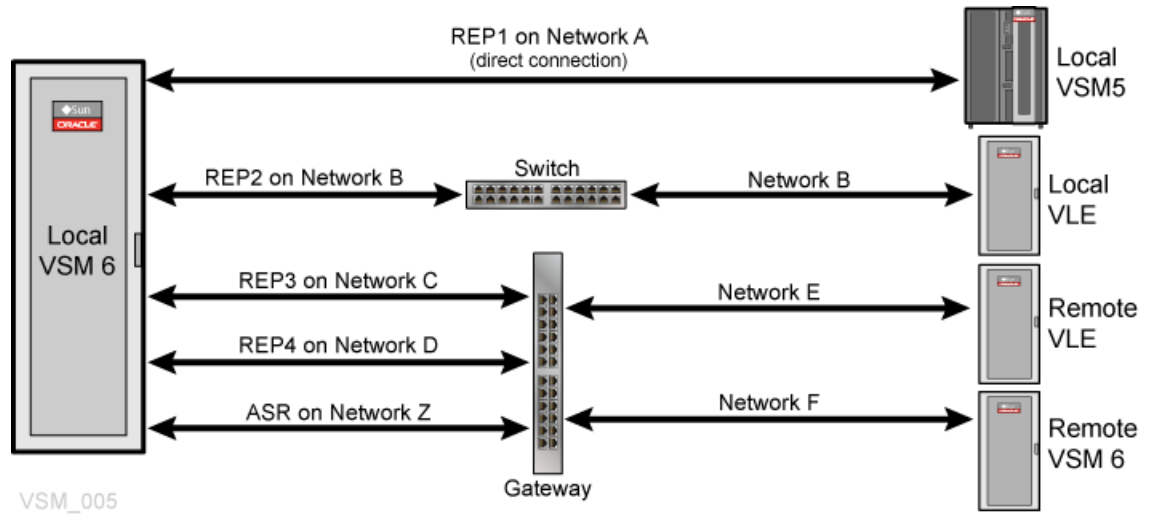 REP1 on Network A
(direct connection)
Local
VSM5
Sun
ORACLE
REP2 on Network B
Switch
Network B
Local
VLE
Local
VSM 6
REP3 on Network C
Network E
Remote
VLE
REP4 on Network D
ASR on Network Z
Network F
Remote
VSM 6
Gateway
VSM_005